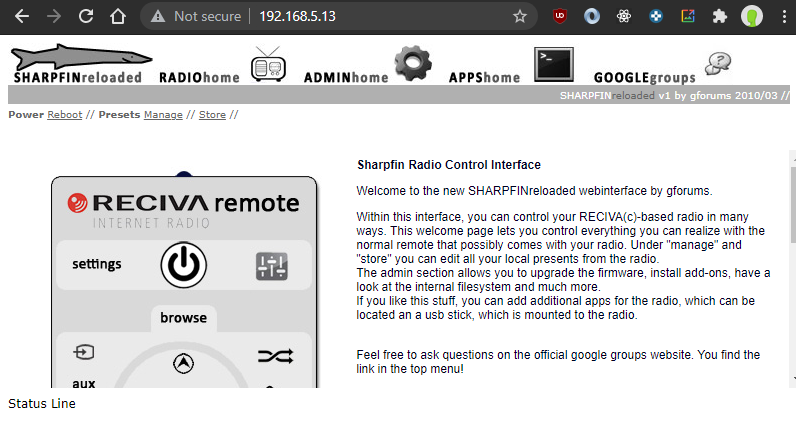 Not secure | 192.168.5.13
SHARPFINreloaded RADIOhome ADMINhome APPShome GOOGLEgroups
SHARPFINreloaded v1 by gforums 2010/03 //
Power Reboot // Presets Manage // Store //
RECIVA remote
INTERNET RADIO
settings
browse
aux
Sharpfin Radio Control Interface
Welcome to the new SHARPFINreloaded webinterface by gforums.
Within this interface, you can control your RECIVA(c)-based radio in many
ways. This welcome page lets you control everything you can realize with the
normal remote that possibly comes with your radio. Under "manage" and
"store" you can edit all your local presents from the radio.
The admin section allows you to upgrade the firmware, install add-ons, have a
look at the internal filesystem and much more.
If you like this stuff, you can add additional apps for the radio, which can be
located an a usb stick, which is mounted to the radio.
Feel free to ask questions on the official google groups website. You find the
link in the top menu!
Status Line